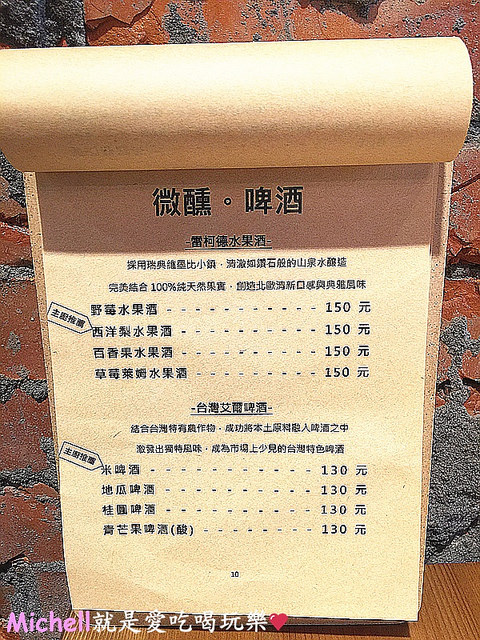 微醺。啤酒
-雷柯德水果酒-
採用瑞典維墨比小鎮，清澈如鑽石般的山泉水釀造
完美結合 100%純天然果實，創造北歐清新口感與典雅風味
野莓水果酒 - - - - - - - - - - - 150 元
主廚推薦
西洋梨水果酒 - - - - - - - - - - 150 元
百香果水果酒 - - - - - - - - - - 150 元
草莓萊姆水果酒 - - - - - - - - - 150 元
-台灣艾爾啤酒-
結合台灣特有農作物，成功將本土原料融入啤酒之中
激發出獨特風味，成為市場上少見的台灣特色啤酒
主廚推薦
米啤酒 - - - - - - - - - - 130 元
地瓜啤酒 - - - - - - - - - 130 元
桂圓啤酒 - - - - - - - - - 130 元
青芒果啤酒(酸) - - - - - - - 130 元
10
Michell就是愛吃喝玩樂